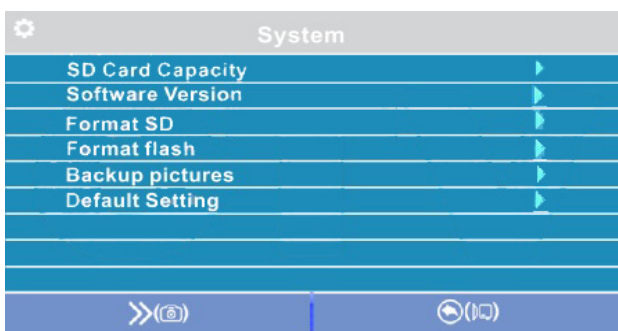 System
SD Card Capacity
Software Version
Format SD
Format flash
Backup pictures
Default Setting